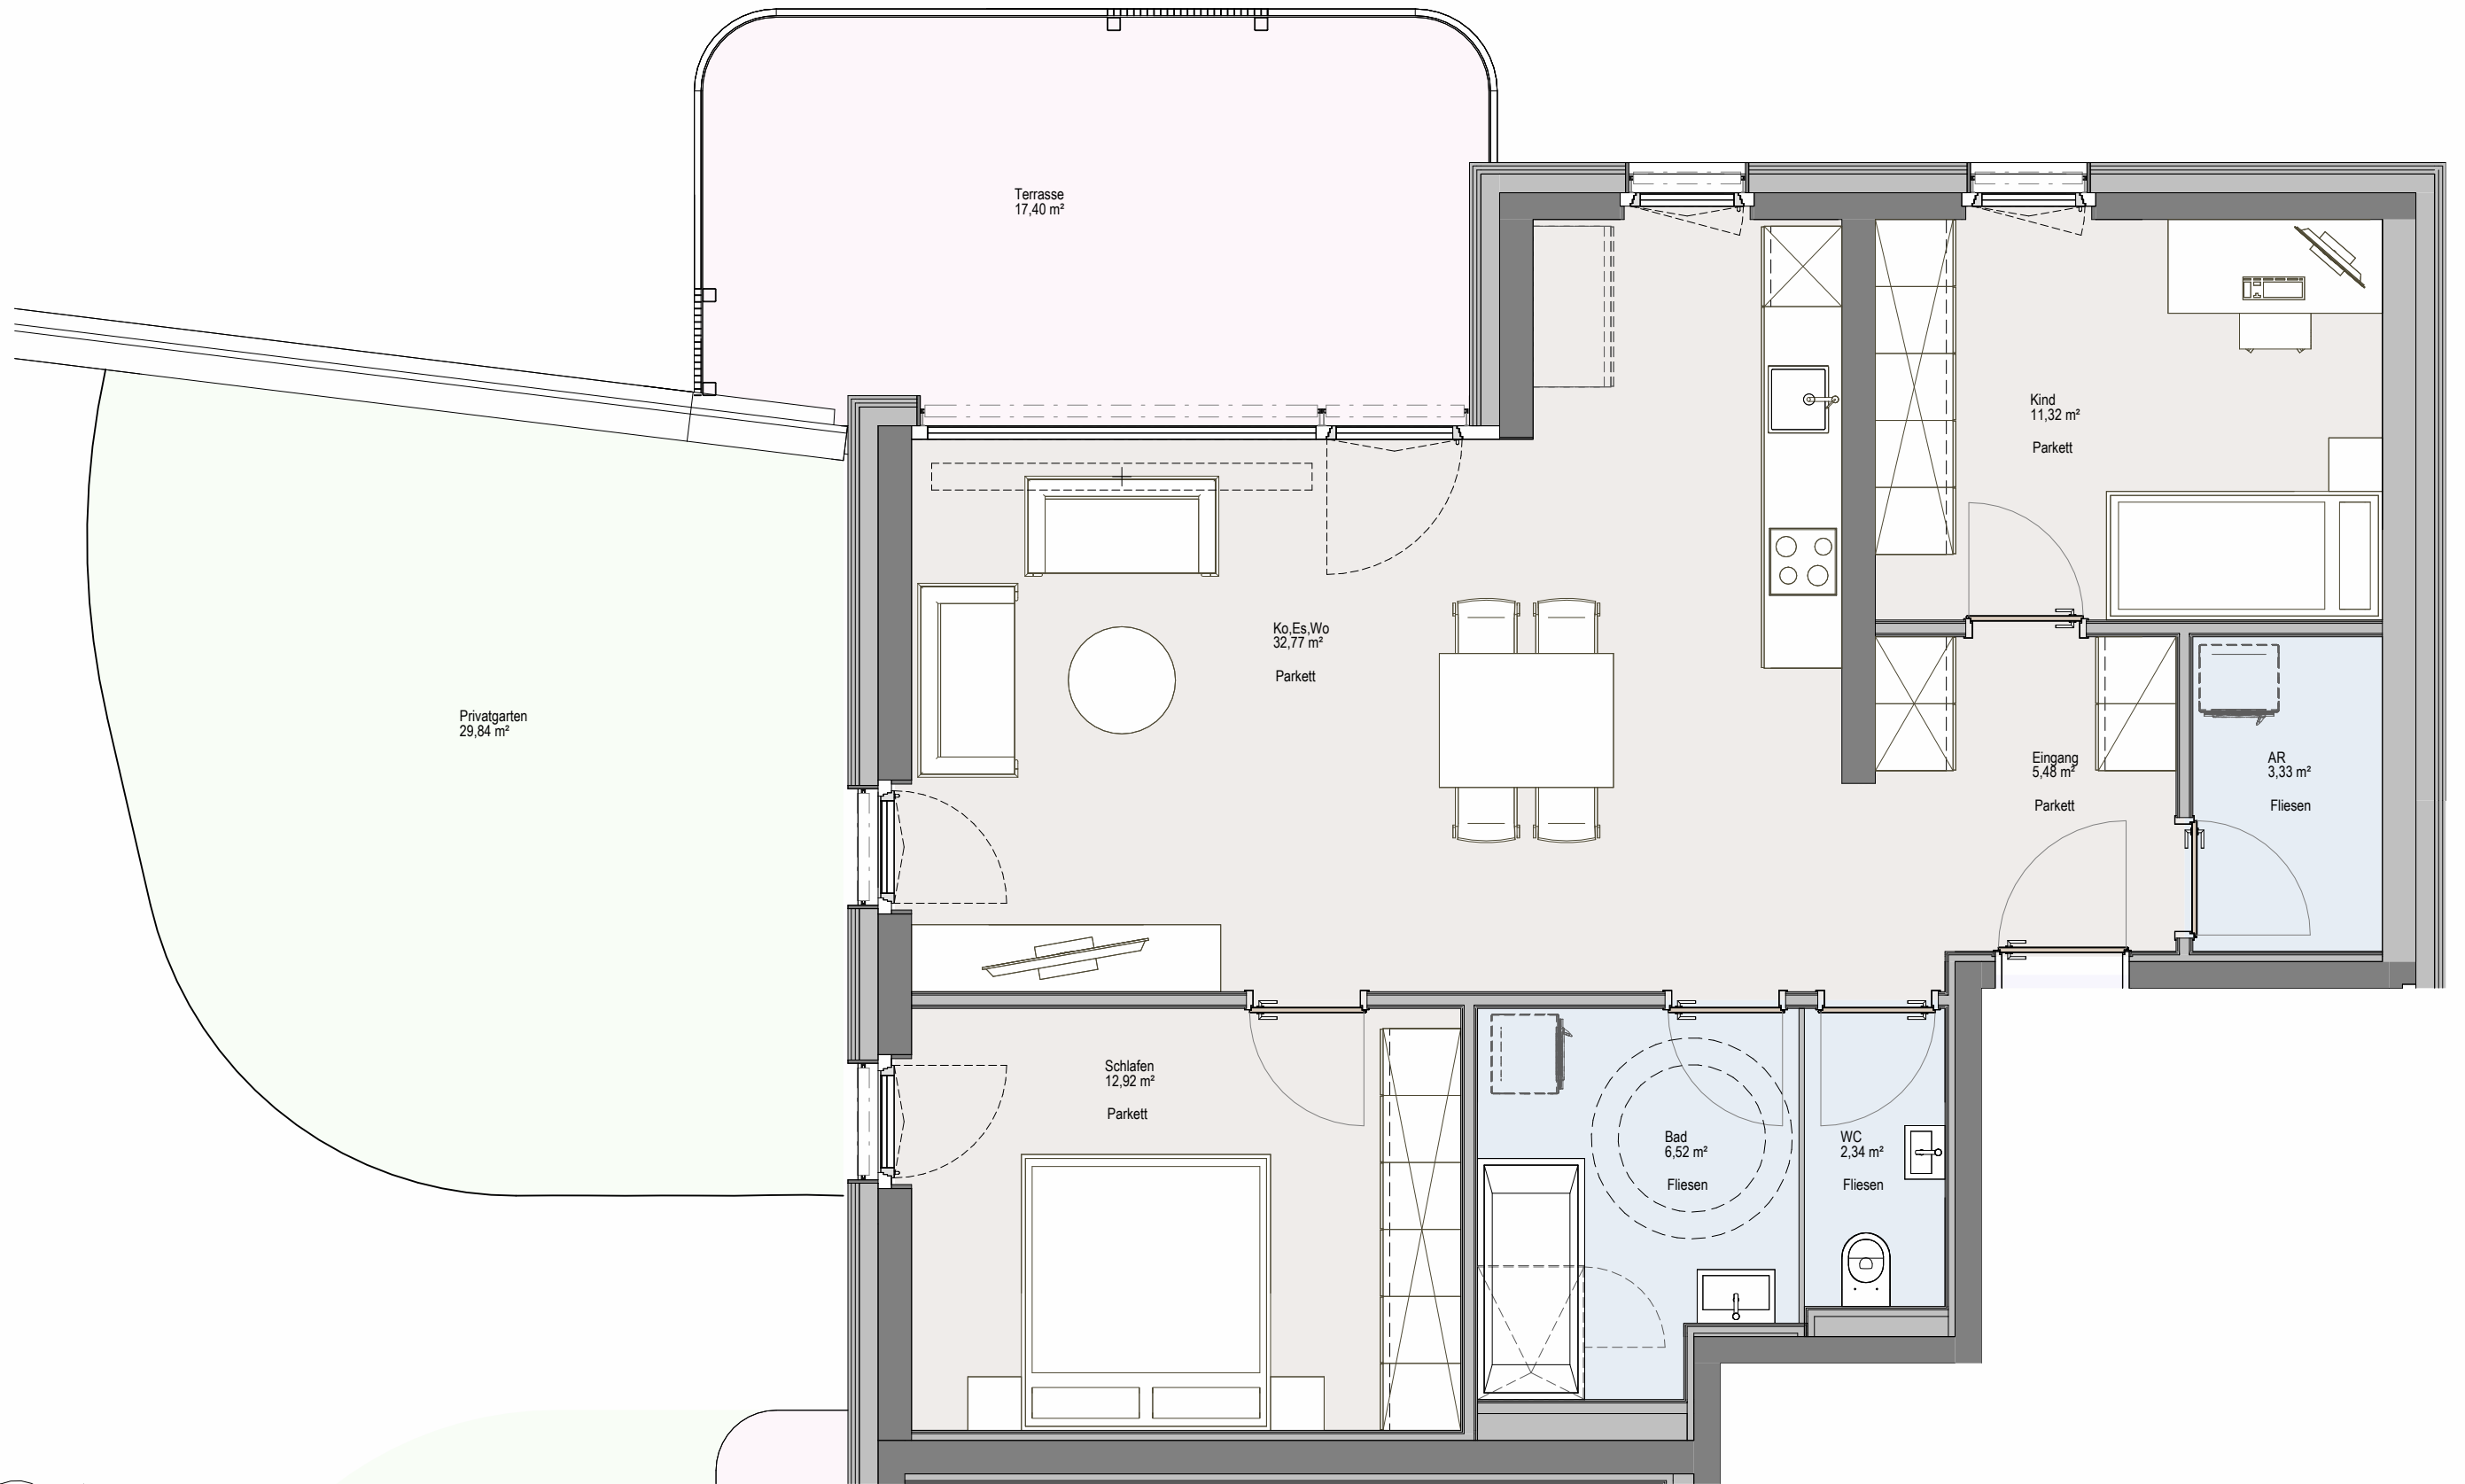 Terrasse
17,40 m²
Kind
11,32 m²
Parkett
Ko,Es,Wo
32,77 m²
Parkett
Privatgarten
29,84 m²
Eingang
5,48 m²
Parkett
AR
3,33 m²
Fliesen
Schlafen
12,92 m²
Parkett
Bad
6,52 m²
Fliesen
WC
2,34 m²
Fliesen